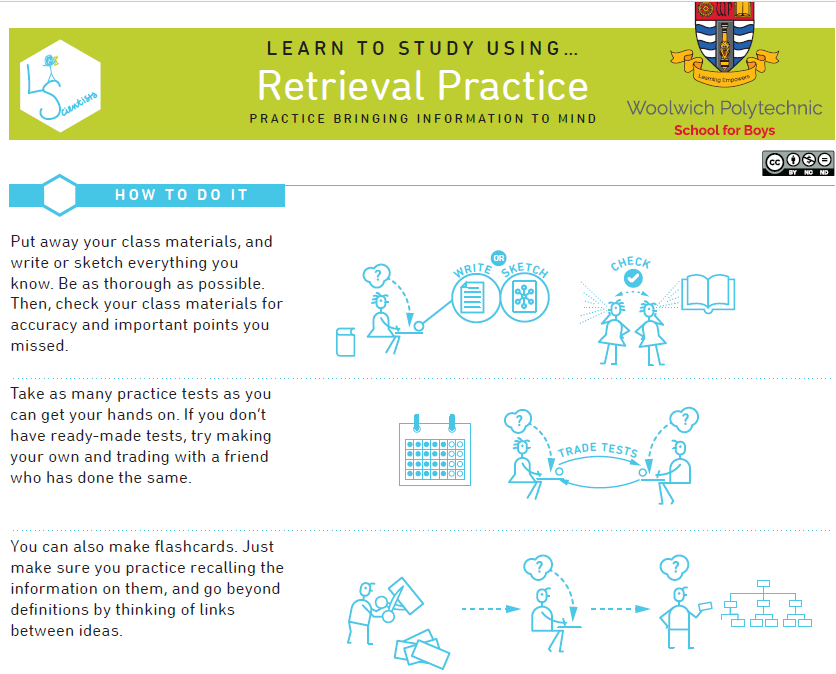 LEARN TO STUDY USING...
Retrieval Practice
PRACTICE BRINGING INFORMATION TO MIND
L
Scientists
Learning Empowers
Woolwich Polytechnic
School for Boys
cc
BY NC ND
HOW TO DO IT
Put away your class materials, and
write or sketch everything you
know. Be as thorough as possible.
Then, check your class materials for
accuracy and important points you
missed.
?
WRITE OR SKETCH
CHECK
Take as many practice tests as you
can get your hands on. If you don't
have ready-made tests, try making
your own and trading with a friend
who has done the same.
?
TRADE TESTS
?
You can also make flashcards. Just
make sure you practice recalling the
information on them, and go beyond
definitions by thinking of links
between ideas.
?
?